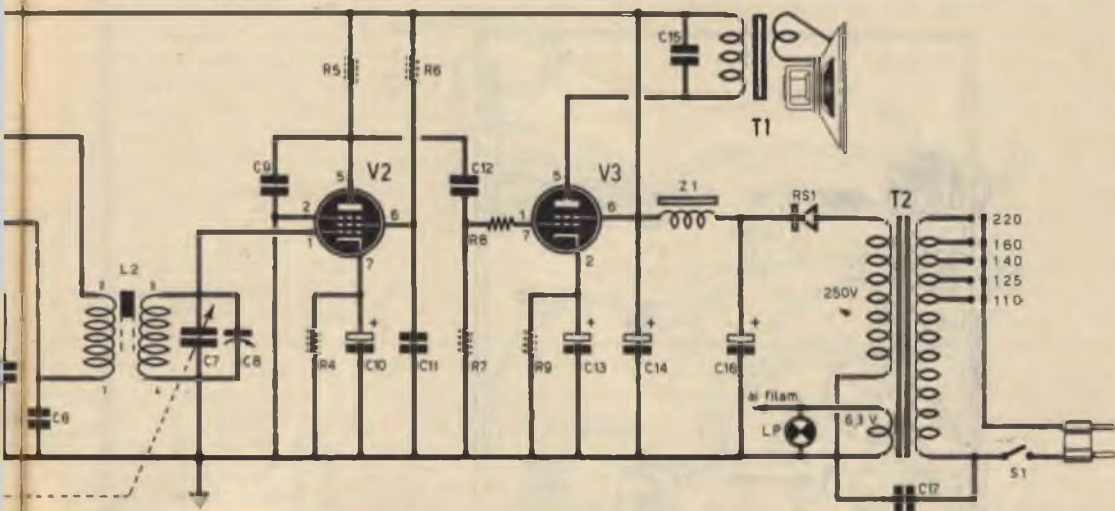 C15
R5
R6
T1
C9
V2
C12
V3
5
5
2
6
1
7
R8
1
7
6
2
Z1
RS1
T2
220
160
140
125
110
250V
L2
2
3
1
4
C7
C8
C6
R4
+
C10
C11
R7
R9
+
C13
+
C14
+
C16
ai filam.
LP
6,3 V
S1
C17